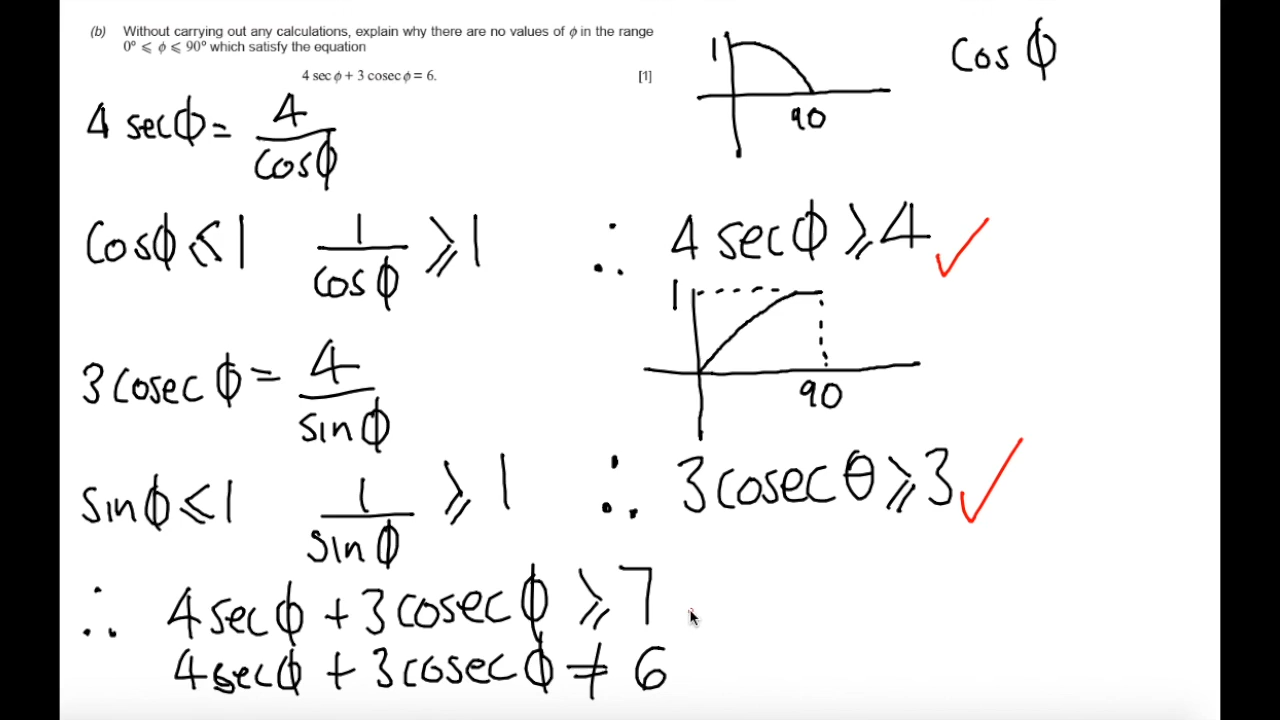 (b) Without carrying out any calculations, explain why there are no values of ϕ in the range
0° ⩽ ϕ ⩽ 90° which satisfy the equation
4 sec ϕ + 3 cosec ϕ = 6. [1]
1
90
cos ϕ
4 secϕ = 4/cosϕ
cosϕ ⩽ 1 1/cosϕ ⩾ 1 ∴ 4 secϕ ⩾ 4 ✓
1
90
3 cosec ϕ = 4/sinϕ
sinϕ ⩽ 1 1/sinϕ ⩾ 1 ∴ 3 cosec θ ⩾ 3 ✓
∴ 4 secϕ + 3 cosec ϕ ⩾ 7
4 secϕ + 3 cosec ϕ ≠ 6